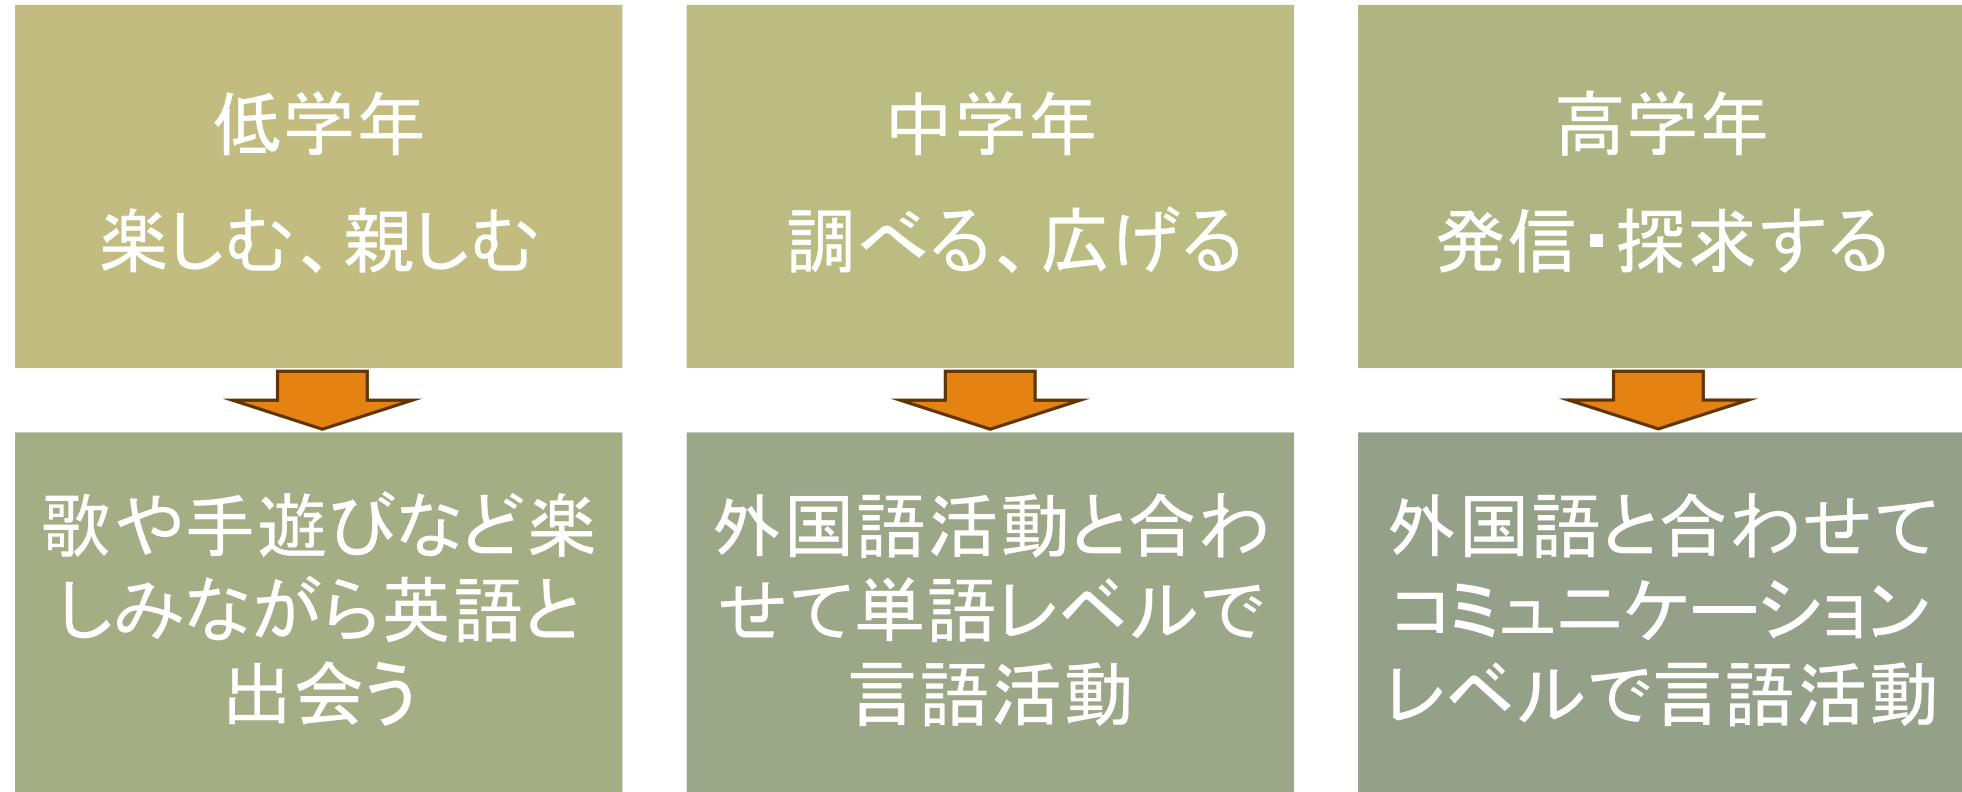 低学年
楽しむ、親しむ
中学年
調べる、広げる
高学年
発信・探求する
歌や手遊びなど楽
しみながら英語と
出会う
外国語活動と合わ
せて単語レベルで
言語活動
外国語と合わせて
コミュニケーション
レベルで言語活動